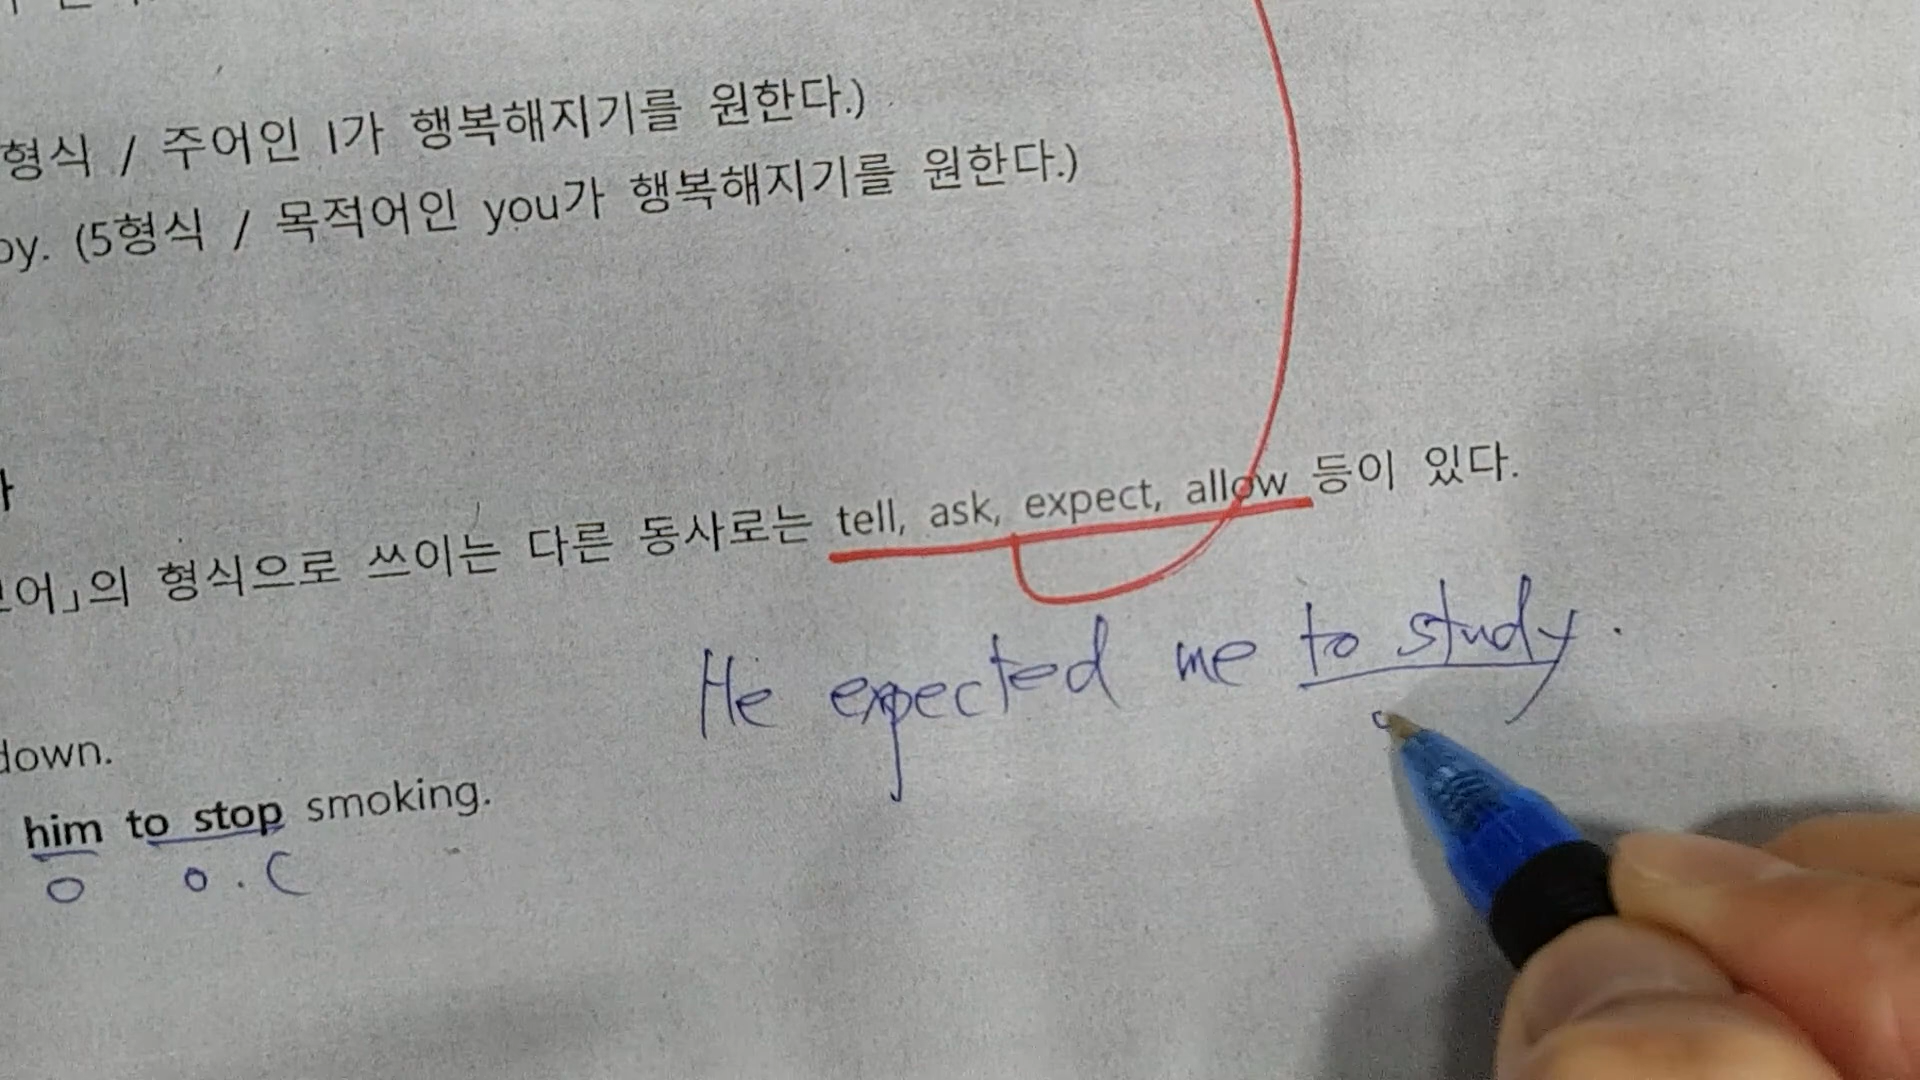 형식 / 주어인 I가 행복해지기를 원한다.)
py. (5형식 / 목적어인 you가 행복해지기를 원한다.)
어」의 형식으로 쓰이는 다른 동사로는 tell, ask, expect, allow 등이 있다.
He expected me to study.
down.
him to stop smoking.
O O.C